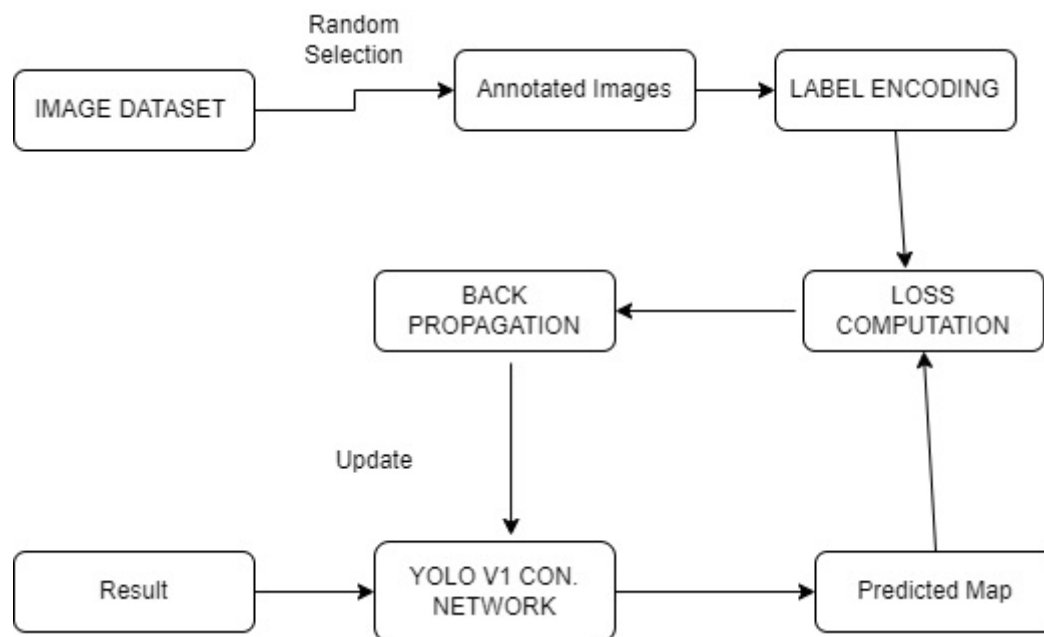 Random
Selection
IMAGE DATASET
Annotated Images
LABEL ENCODING
BACK
PROPAGATION
LOSS
COMPUTATION
Update
Result
YOLO V1 CON.
NETWORK
Predicted Map